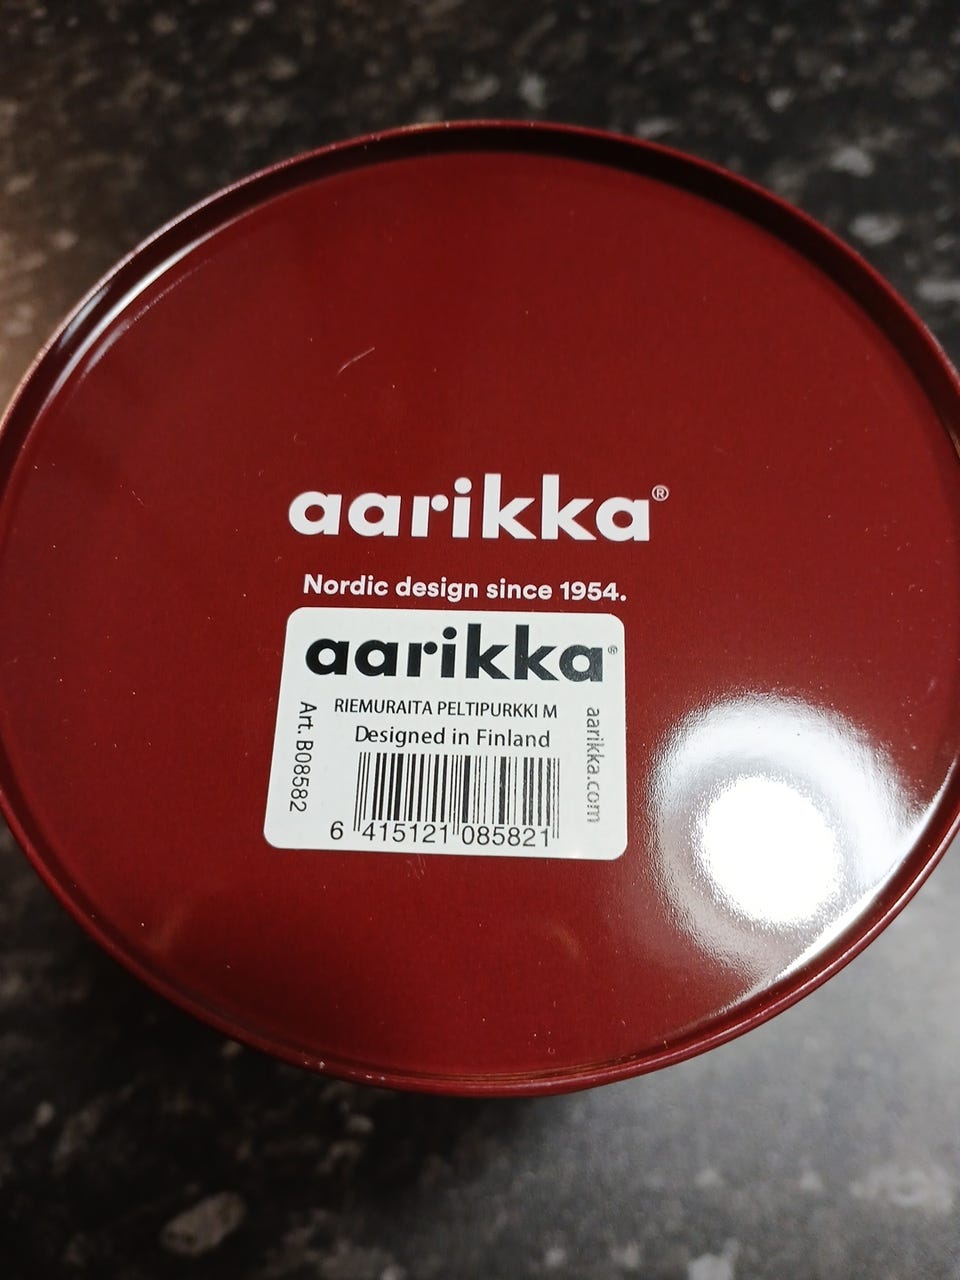 aarikka®
Nordic design since 1954.
aarikka®
RIEMURAITA PELTIPURKKI M
Designed in Finland
Art. B08582
aarikka.com
6 415121 085821